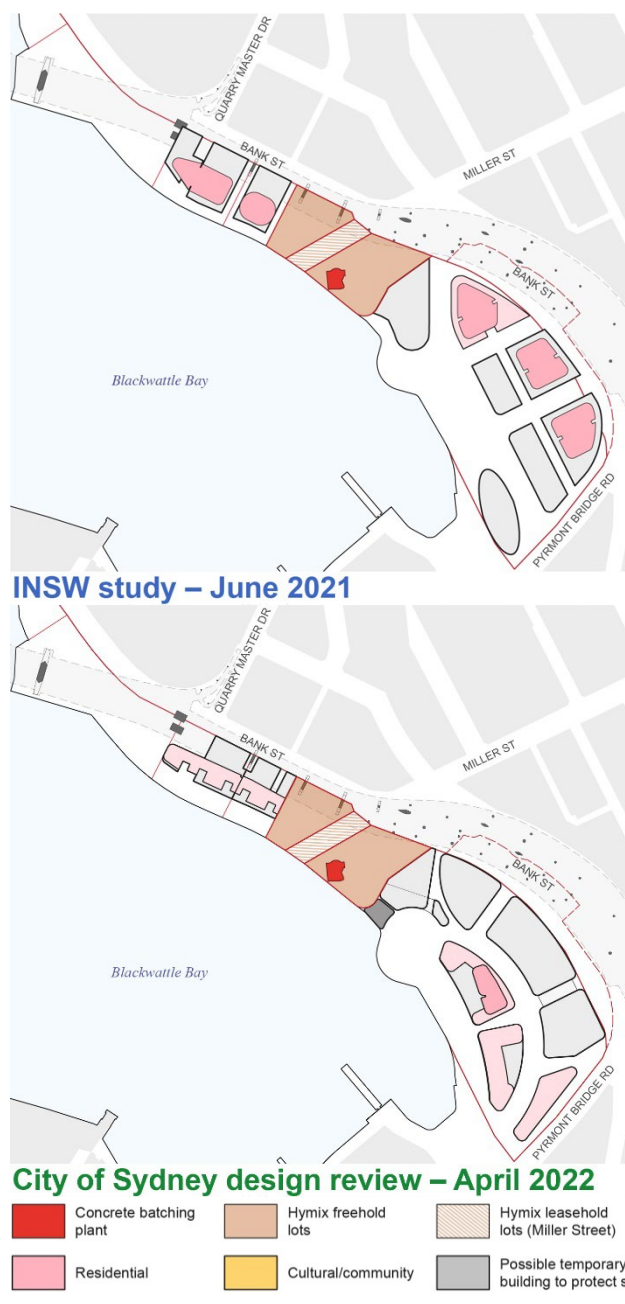 QUARRY MASTER DR
BANK ST
MILLER ST
BANK ST
Blackwattle Bay
PYRMONT BRIDGE RD
INSW study – June 2021
QUARRY MASTER DR
BANK ST
MILLER ST
BANK ST
Blackwattle Bay
PYRMONT BRIDGE RD
City of Sydney design review – April 2022
Concrete batching
plant
Hymix freehold
lots
Hymix leasehold
lots (Miller Street)
Residential
Cultural/community
Possible temporary
building to protect s